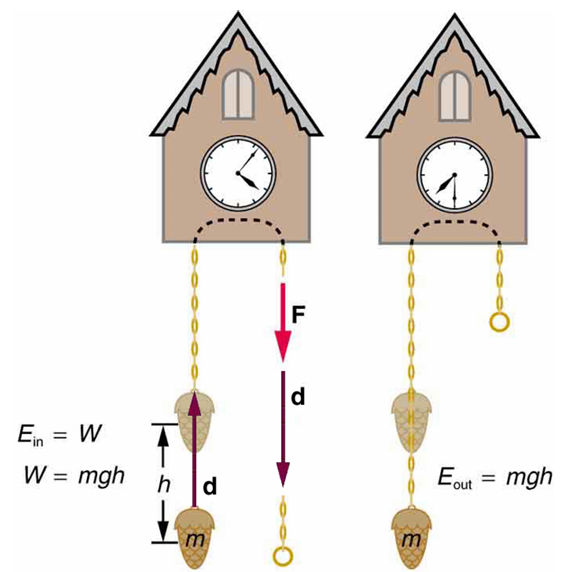 F
d
E_in = W
W = mgh
h
d
m
E_out = mgh
m